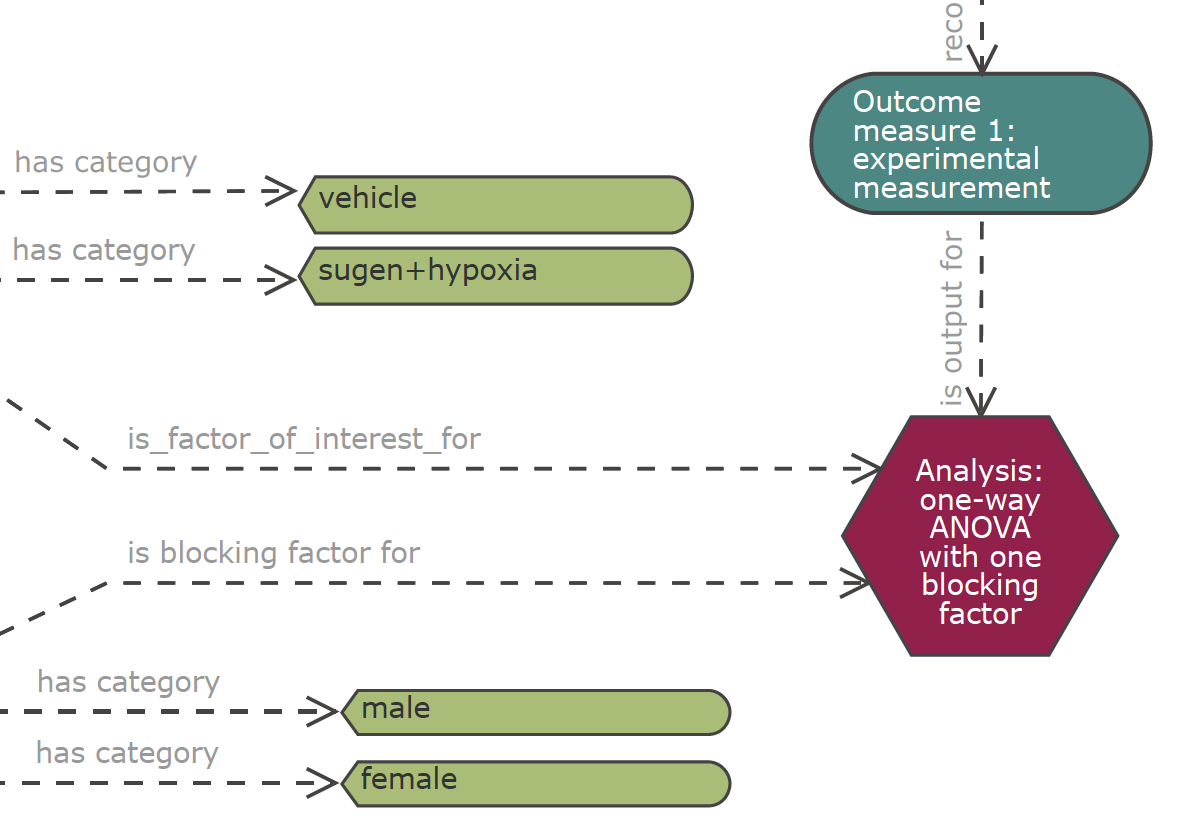 reco
Outcome
measure 1:
experimental
measurement
has category
vehicle
has category
sugen+hypoxia
is output for
is_factor_of_interest_for
Analysis:
one-way
ANOVA
with one
blocking
factor
is blocking factor for
has category
male
has category
female